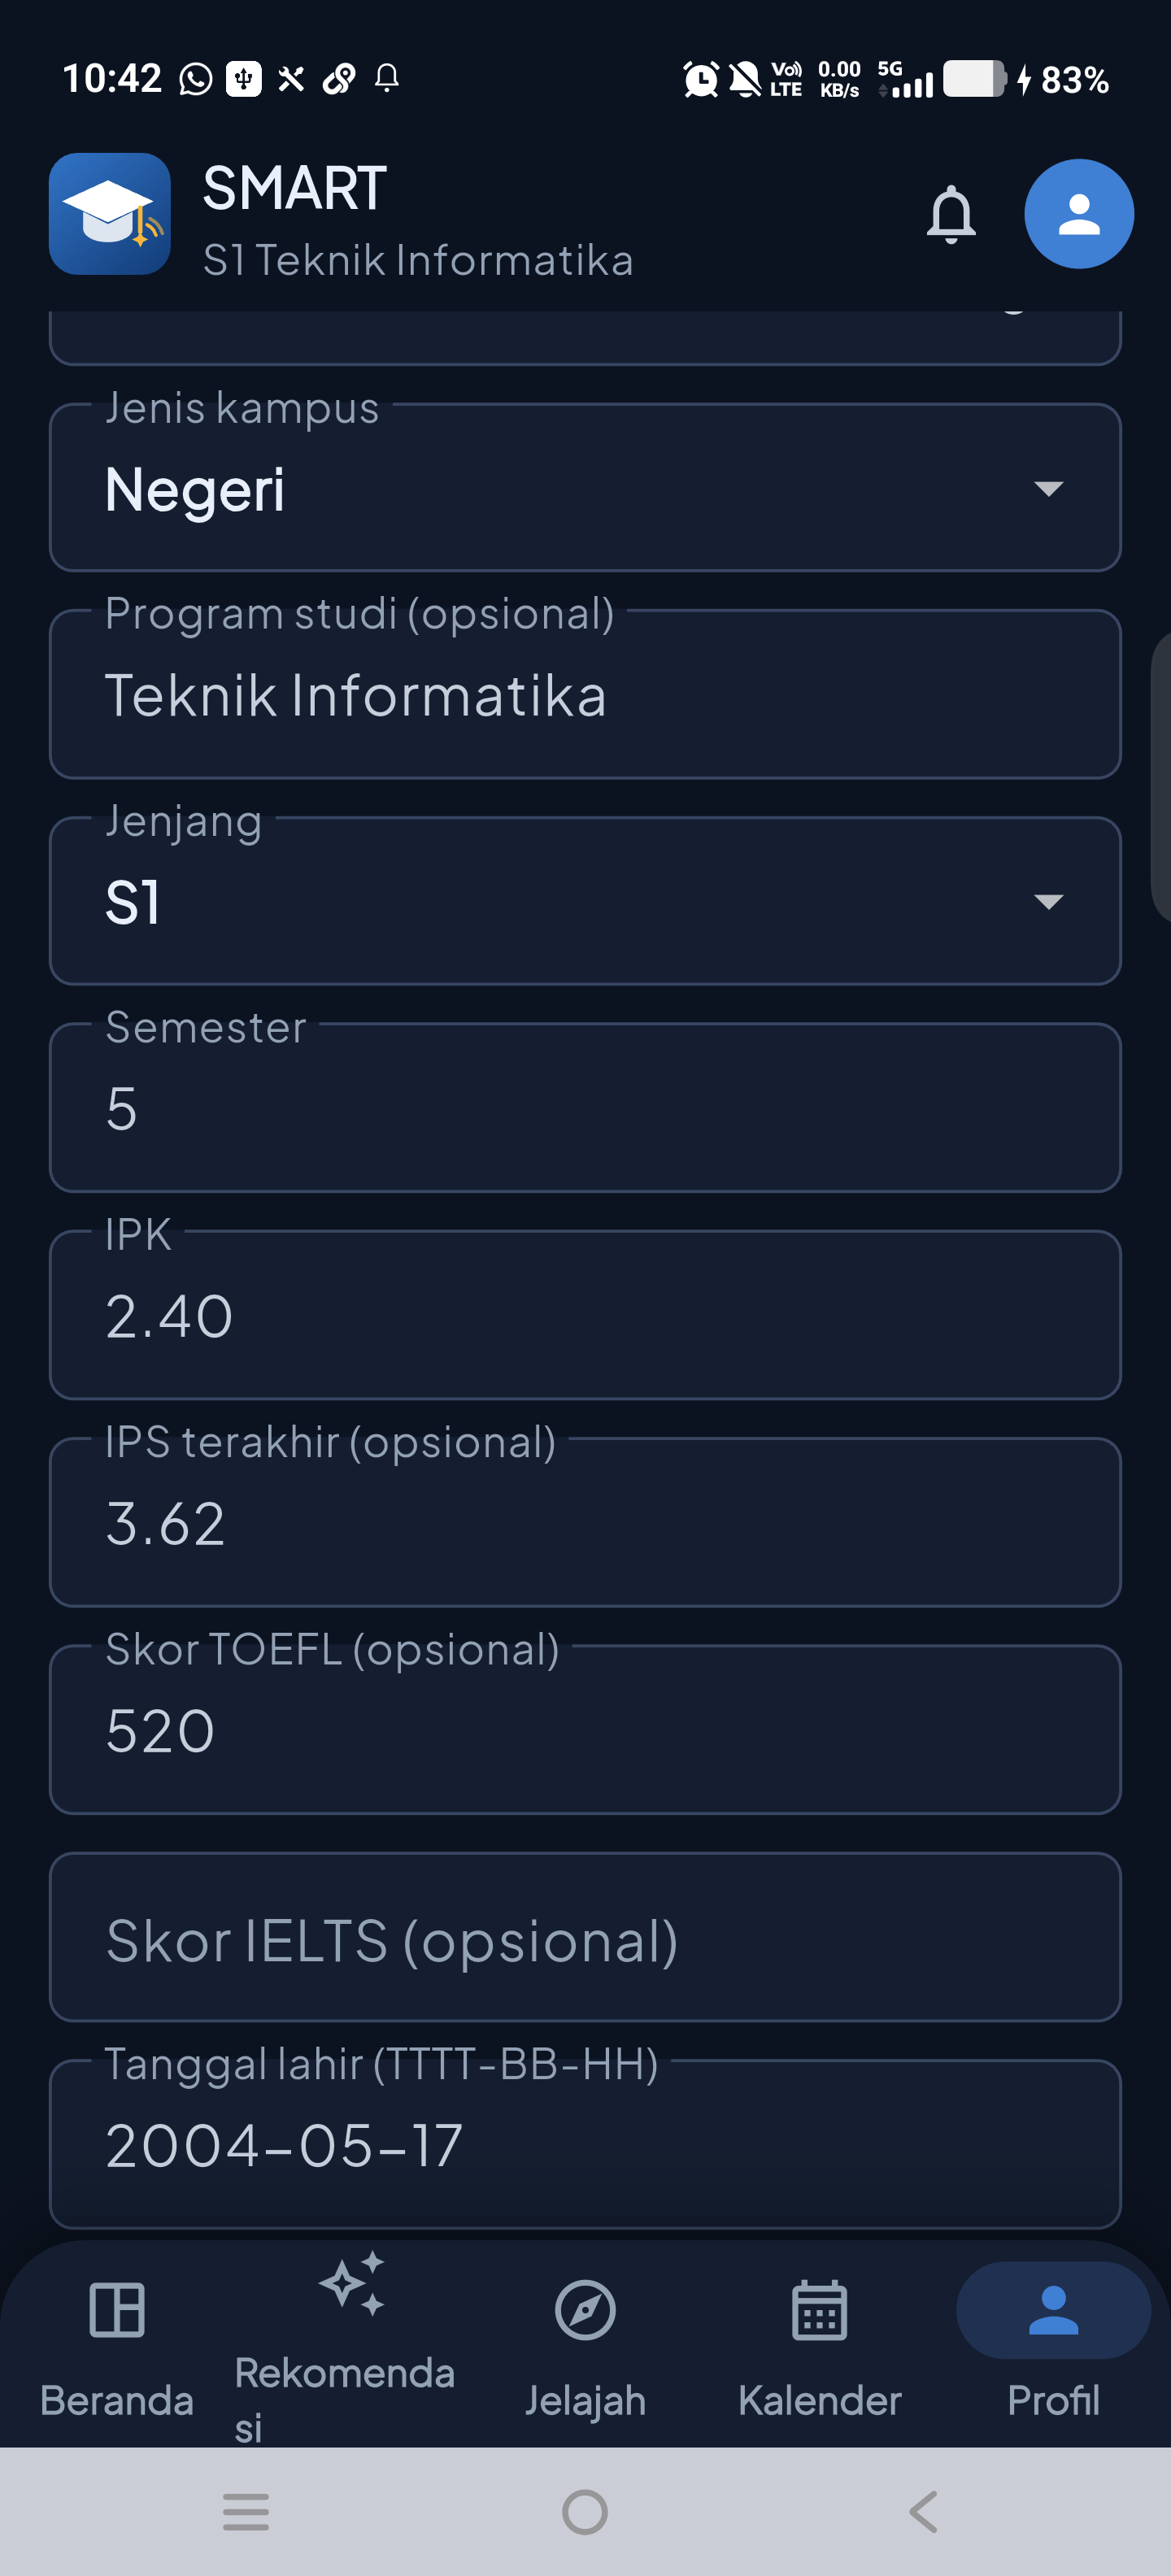 10:42
Vo)) LTE
0.00 KB/s
5G
83%
SMART
S1 Teknik Informatika
Jenis kampus
Negeri
Program studi (opsional)
Teknik Informatika
Jenjang
S1
Semester
5
IPK
2.40
IPS terakhir (opsional)
3.62
Skor TOEFL (opsional)
520
Skor IELTS (opsional)
Tanggal lahir (TTTT-BB-HH)
2004-05-17
Beranda
Rekomenda
si
Jelajah
Kalender
Profil